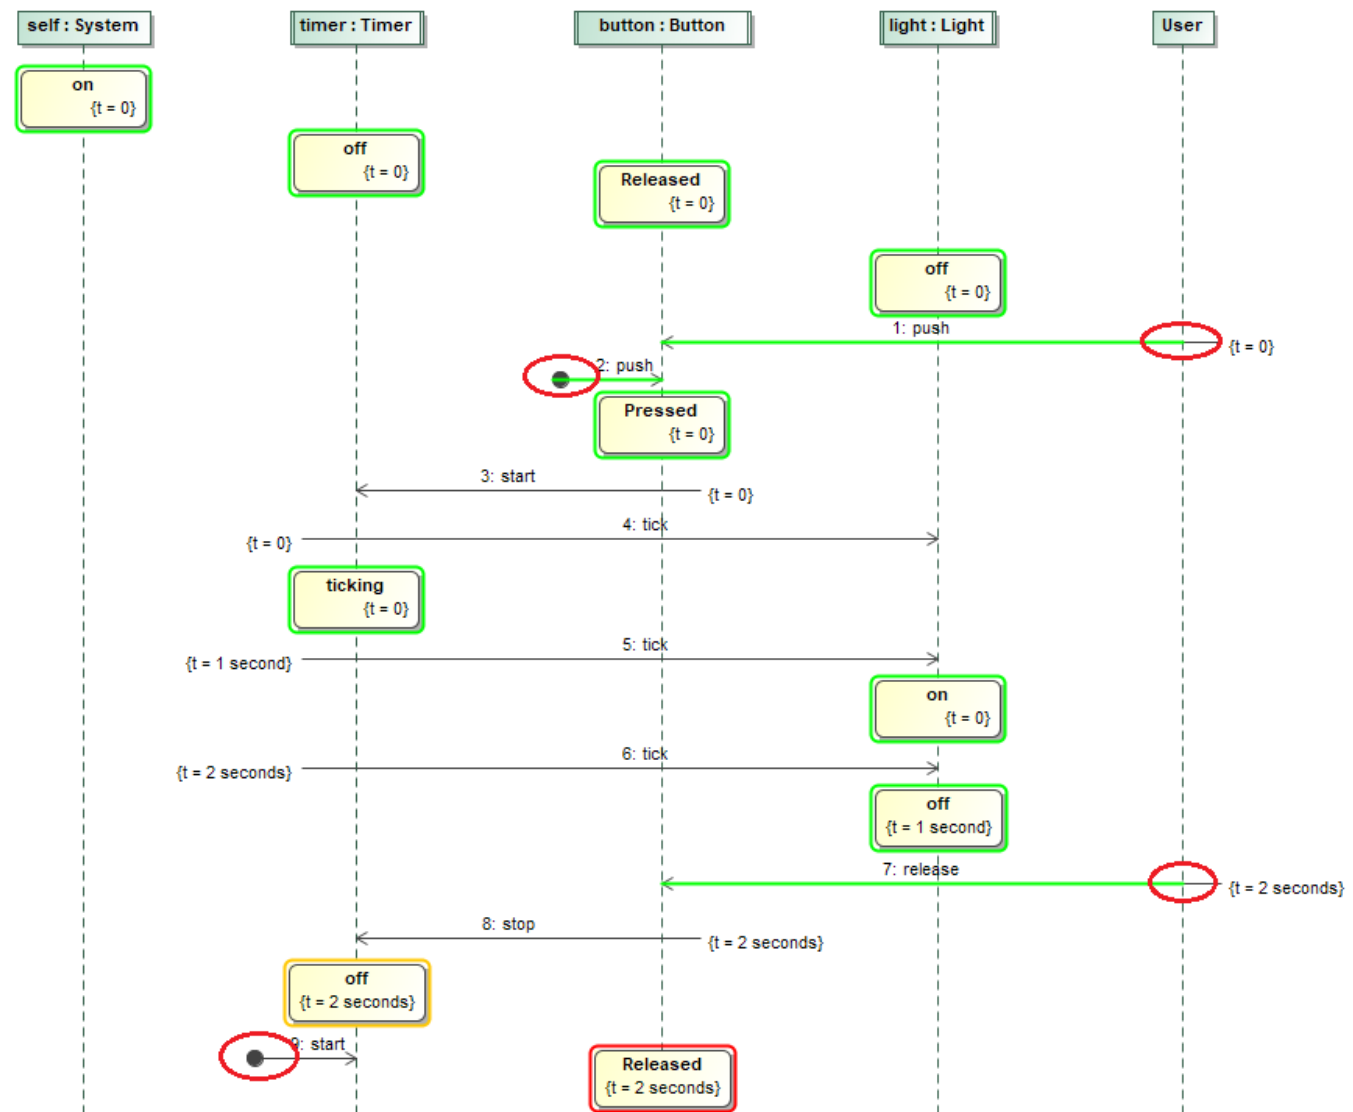 self : System
timer : Timer
button : Button
light : Light
User
on
{t = 0}
off
{t = 0}
Released
{t = 0}
off
{t = 0}
1: push
{t = 0}
2: push
Pressed
{t = 0}
3: start
{t = 0}
4: tick
{t = 0}
ticking
{t = 0}
5: tick
{t = 1 second}
on
{t = 0}
6: tick
{t = 2 seconds}
off
{t = 1 second}
7: release
{t = 2 seconds}
8: stop
{t = 2 seconds}
off
{t = 2 seconds}
9: start
Released
{t = 2 seconds}